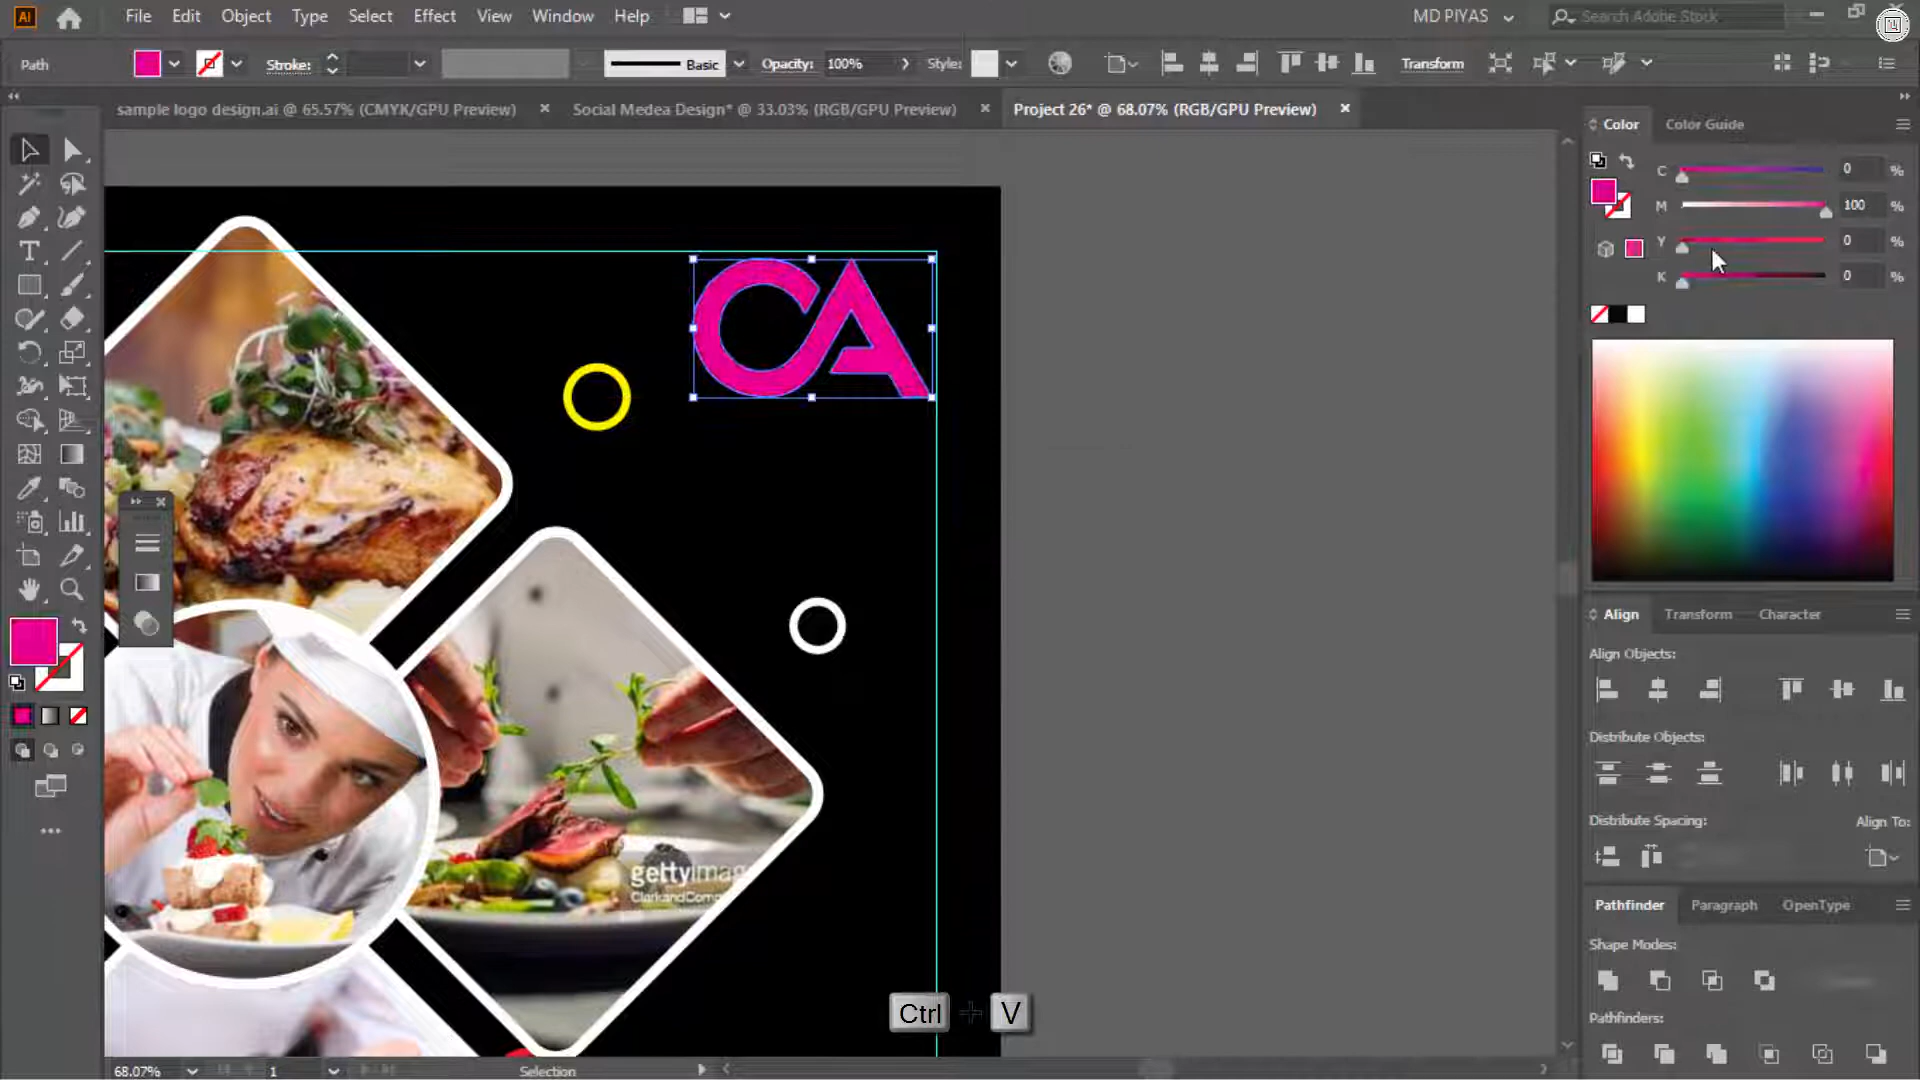 Ai File Edit Object Type Select Effect View Window Help MD PIYAS Search Adobe Stock
Path Stroke: Basic Opacity: 100% Style: Transform
sample logo design.ai @ 65.57% (CMYK/GPU Preview) Social Medea Design* @ 33.03% (RGB/GPU Preview) Project 26* @ 68.07% (RGB/GPU Preview)
Color Color Guide
C 0 %
M 100 %
Y 0 %
K 0 %
CA
T
Align Transform Character
Align Objects:
Distribute Objects:
Distribute Spacing: Align To:
gettyimag
ClarkandComp
Pathfinder Paragraph OpenType
Shape Modes:
Ctrl + V
Pathfinders:
68.07% 1 Selection